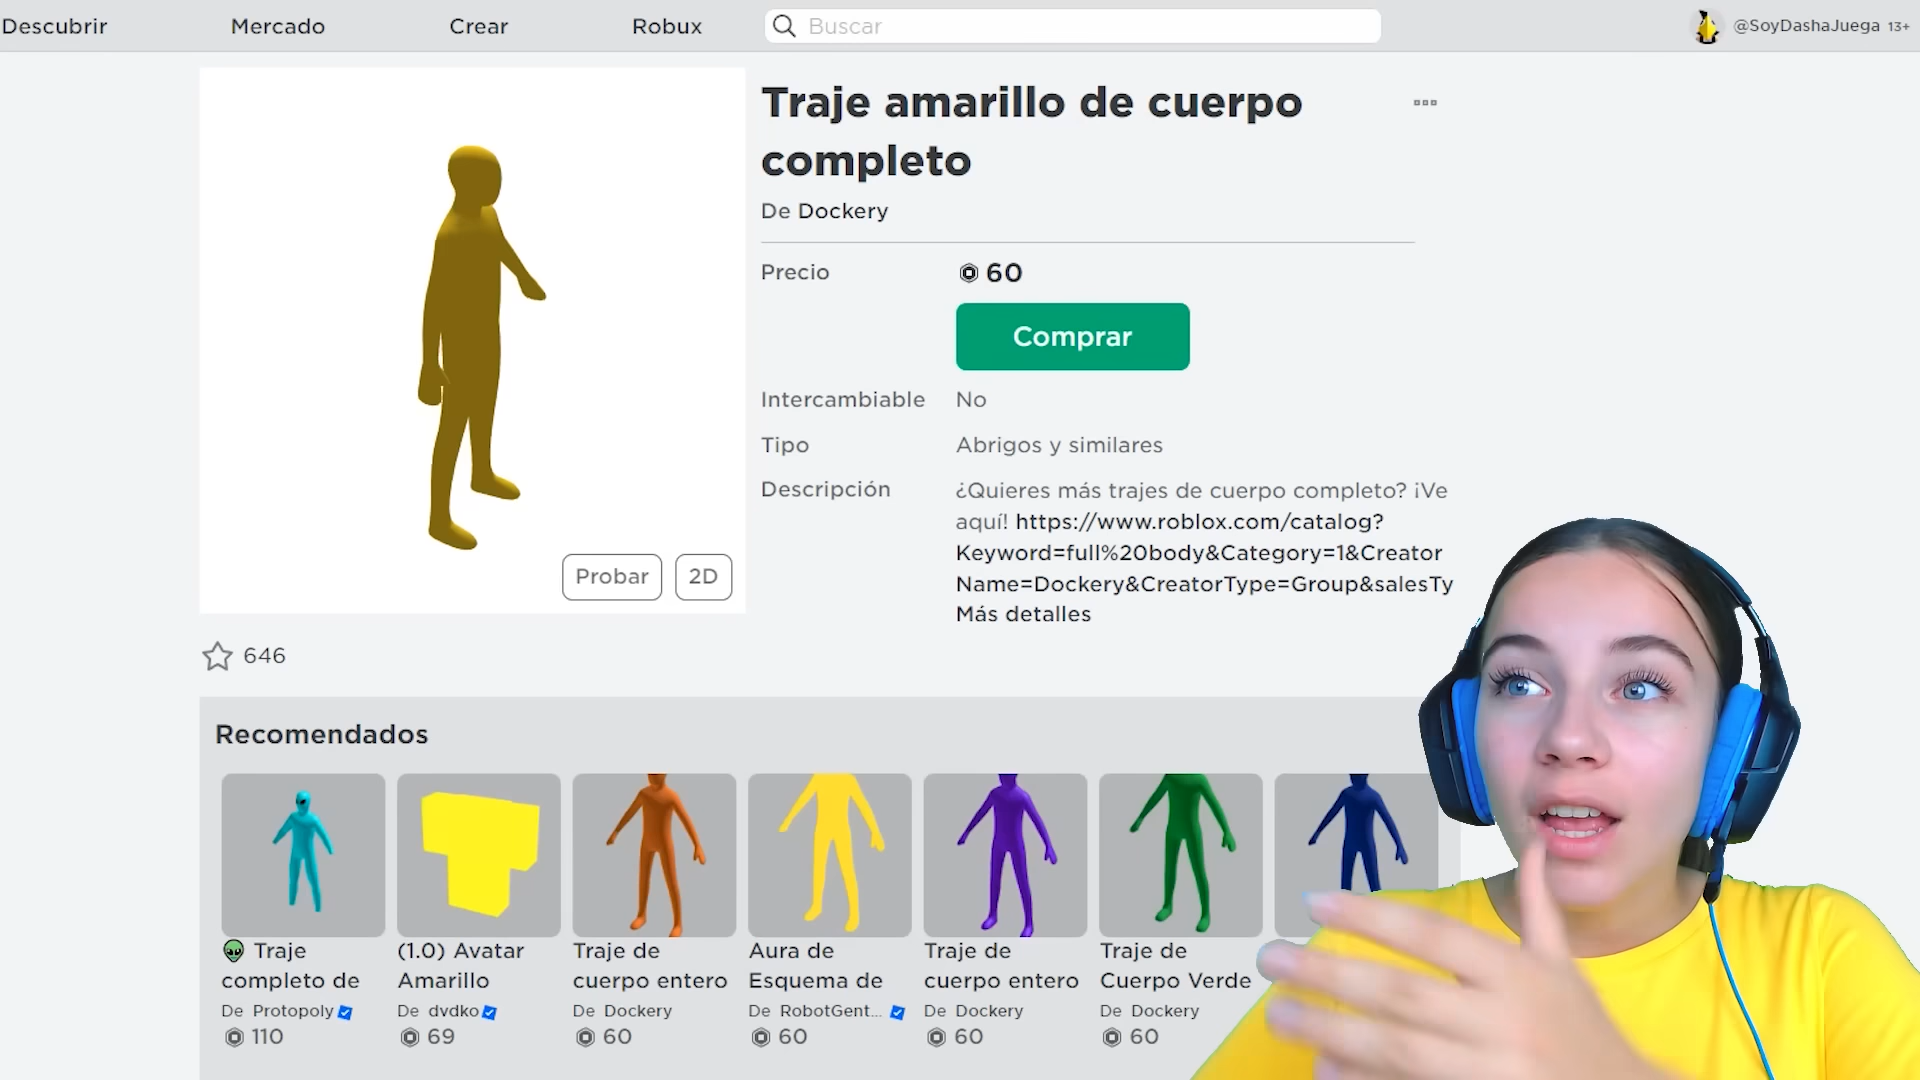 Descubrir
Mercado
Crear
Robux
Buscar
@SoyDashaJuega 13+
Traje amarillo de cuerpo
completo
De Dockery
Precio
60
Comprar
Intercambiable
No
Tipo
Abrigos y similares
Descripción
¿Quieres más trajes de cuerpo completo? ¡Ve
aquí! https://www.roblox.com/catalog?
Keyword=full%20body&Category=1&Creator
Name=Dockery&CreatorType=Group&salesTy
Más detalles
Probar
2D
646
Recomendados
Traje
completo de
De Protopoly
110
(1.0) Avatar
Amarillo
De dvdko
69
Traje de
cuerpo entero
De Dockery
60
Aura de
Esquema de
De RobotGent...
60
Traje de
cuerpo entero
De Dockery
60
Traje de
Cuerpo Verde
De Dockery
60